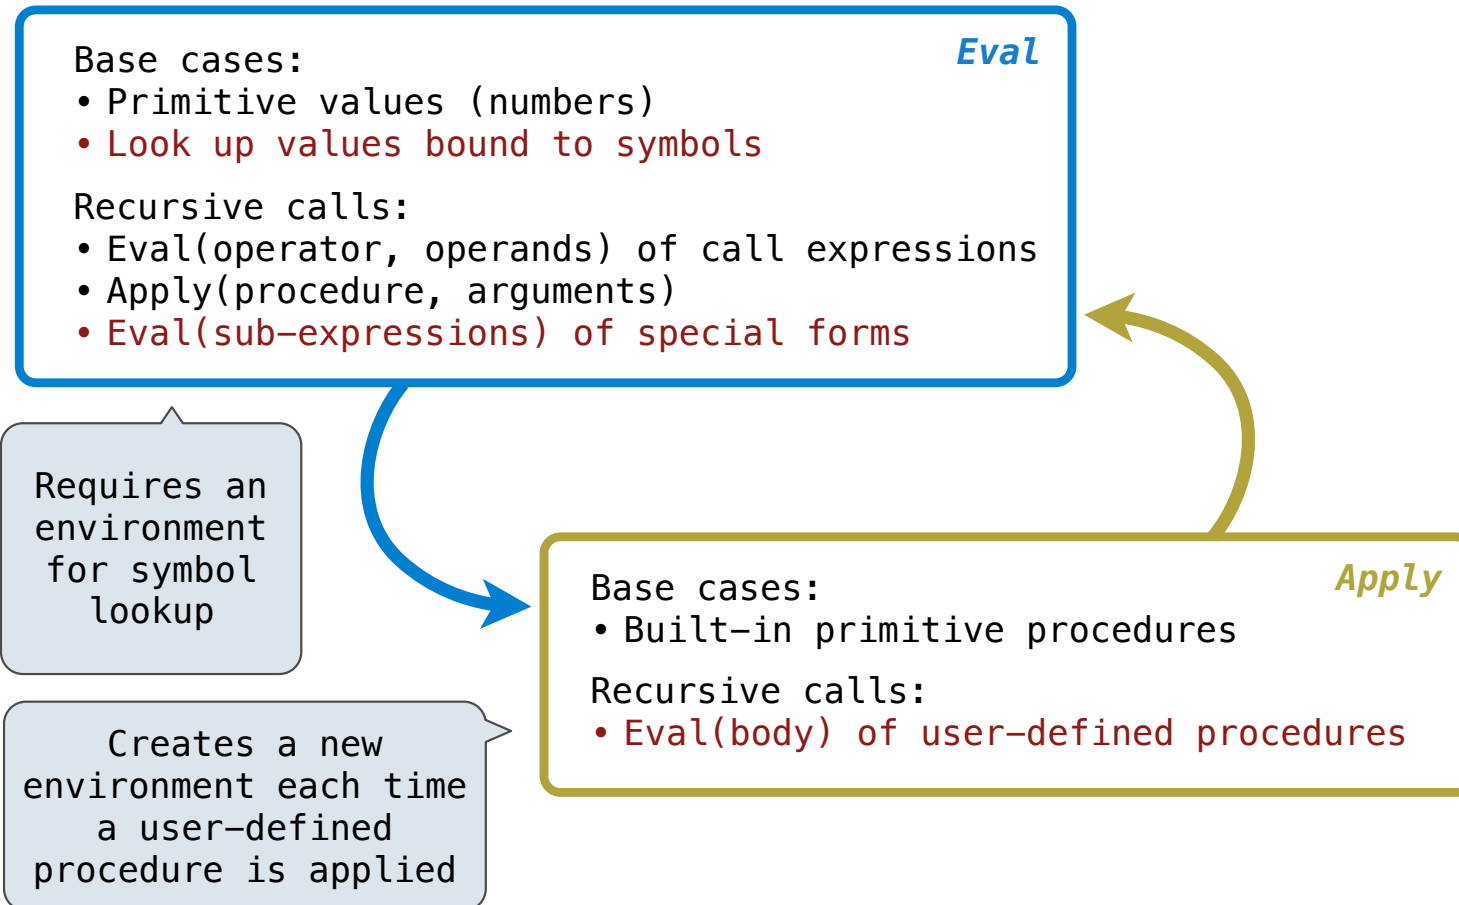 Eval
Base cases:
• Primitive values (numbers)
• Look up values bound to symbols
Recursive calls:
• Eval(operator, operands) of call expressions
• Apply(procedure, arguments)
• Eval(sub-expressions) of special forms
Requires an
environment
for symbol
lookup
Apply
Base cases:
• Built-in primitive procedures
Recursive calls:
• Eval(body) of user-defined procedures
Creates a new
environment each time
a user-defined
procedure is applied